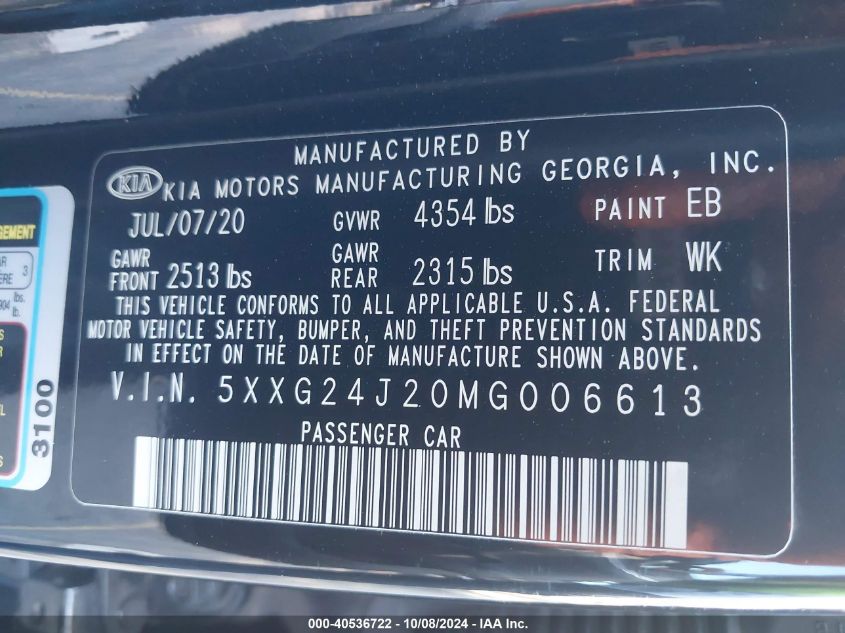 MANUFACTURED BY
KIA KIA MOTORS MANUFACTURING GEORGIA, INC.
JUL/07/20 GVWR 4354 lbs PAINT EB
GAWR GAWR
FRONT 2513 lbs REAR 2315 lbs TRIM WK
THIS VEHICLE CONFORMS TO ALL APPLICABLE U.S.A. FEDERAL
MOTOR VEHICLE SAFETY, BUMPER, AND THEFT PREVENTION STANDARDS
IN EFFECT ON THE DATE OF MANUFACTURE SHOWN ABOVE.
V.I.N. 5XXG24J20MG006613
PASSENGER CAR
3100
000-40536722 - 10/08/2024 - IAA Inc.